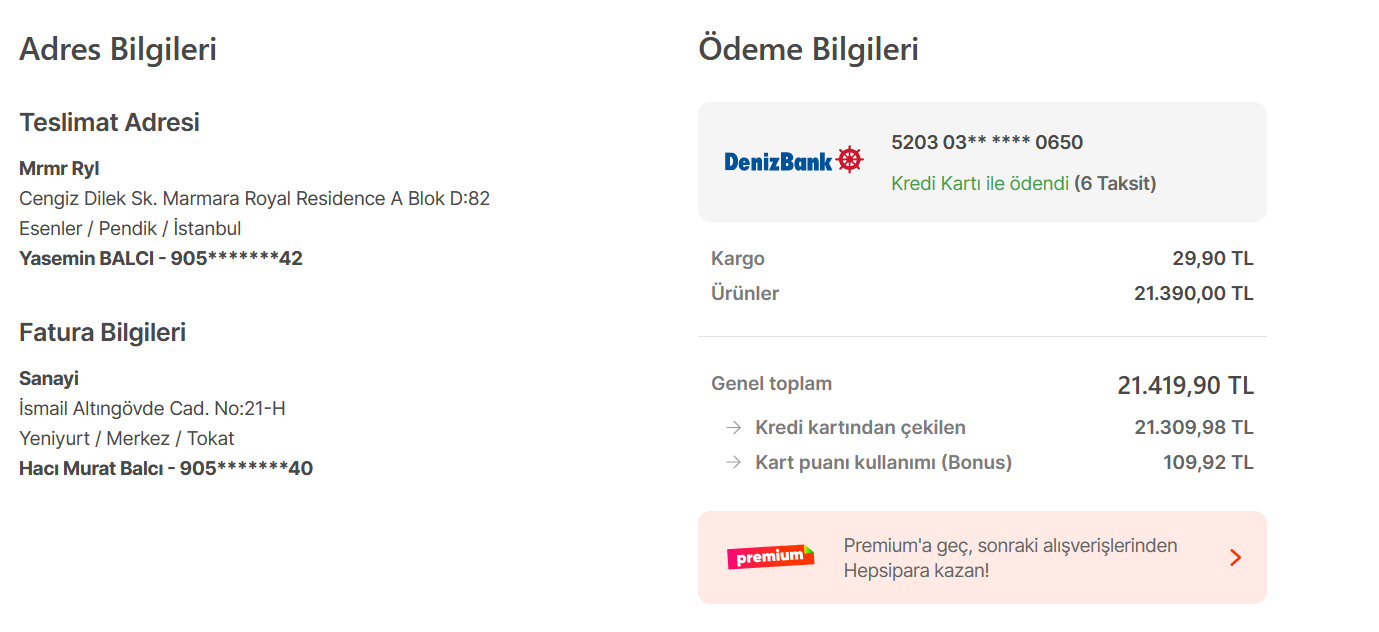 Adres Bilgileri
Teslimat Adresi
Mrmr Ryl
Cengiz Dilek Sk. Marmara Royal Residence A Blok D:82
Esenler / Pendik / İstanbul
Yasemin BALCI - 905*******42
Fatura Bilgileri
Sanayi
İsmail Altıngövde Cad. No:21-H
Yeniyurt / Merkez / Tokat
Hacı Murat Balcı - 905*******40
Ödeme Bilgileri
DenizBank
5203 03** **** 0650
Kredi Kartı ile ödendi (6 Taksit)
Kargo 29,90 TL
Ürünler 21.390,00 TL
Genel toplam 21.419,90 TL
Kredi kartından çekilen 21.309,98 TL
Kart puanı kullanımı (Bonus) 109,92 TL
premium
Premium'a geç, sonraki alışverişlerinden
Hepsipara kazan!